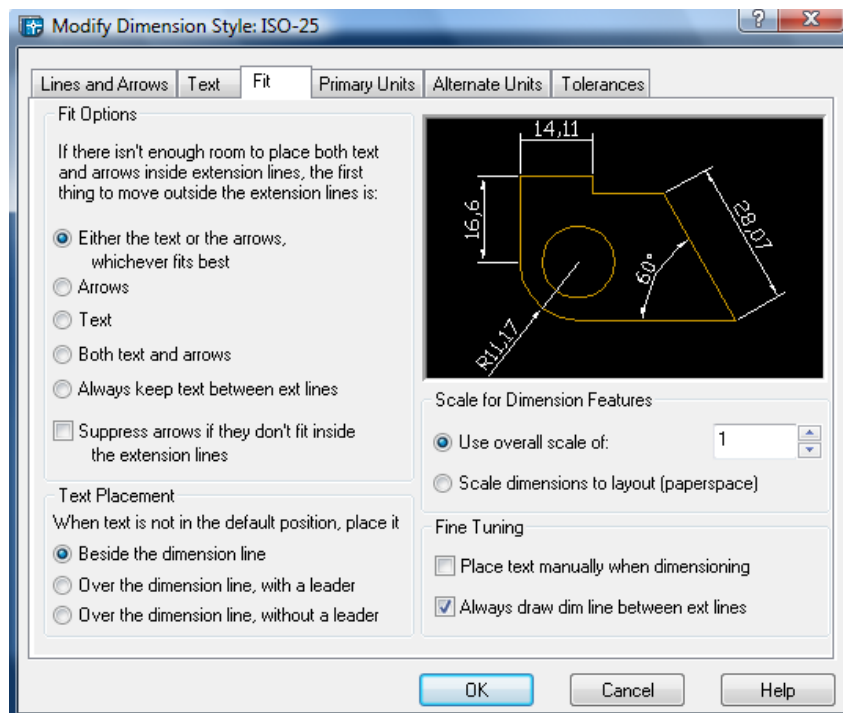 Modify Dimension Style: ISO-25
Lines and Arrows Text Fit Primary Units Alternate Units Tolerances
Fit Options
If there isn't enough room to place both text
and arrows inside extension lines, the first
thing to move outside the extension lines is:
Either the text or the arrows,
whichever fits best
Arrows
Text
Both text and arrows
Always keep text between ext lines
Suppress arrows if they don't fit inside
the extension lines
Text Placement
When text is not in the default position, place it
Beside the dimension line
Over the dimension line, with a leader
Over the dimension line, without a leader
14,11
16,6
28,07
60°
R11,17
Scale for Dimension Features
Use overall scale of: 1
Scale dimensions to layout (paperspace)
Fine Tuning
Place text manually when dimensioning
Always draw dim line between ext lines
OK Cancel Help